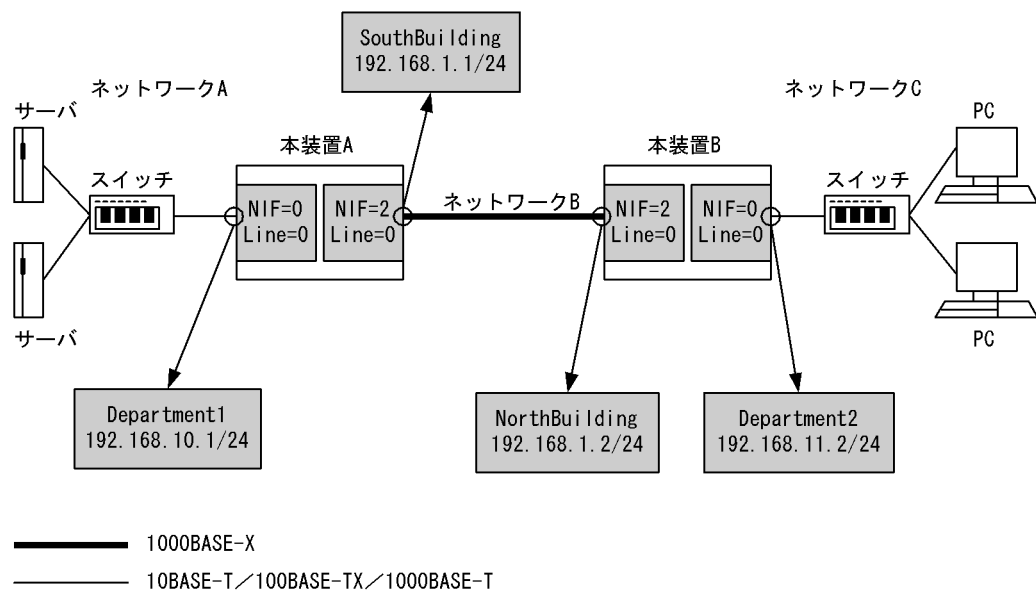 SouthBuilding
192.168.1.1/24
ネットワークA
ネットワークC
サーバ
PC
本装置A
本装置B
スイッチ
スイッチ
NIF=0
Line=0
NIF=2
Line=0
ネットワークB
NIF=2
Line=0
NIF=0
Line=0
サーバ
PC
Department1
192.168.10.1/24
NorthBuilding
192.168.1.2/24
Department2
192.168.11.2/24
1000BASE-X
10BASE-T／100BASE-TX／1000BASE-T